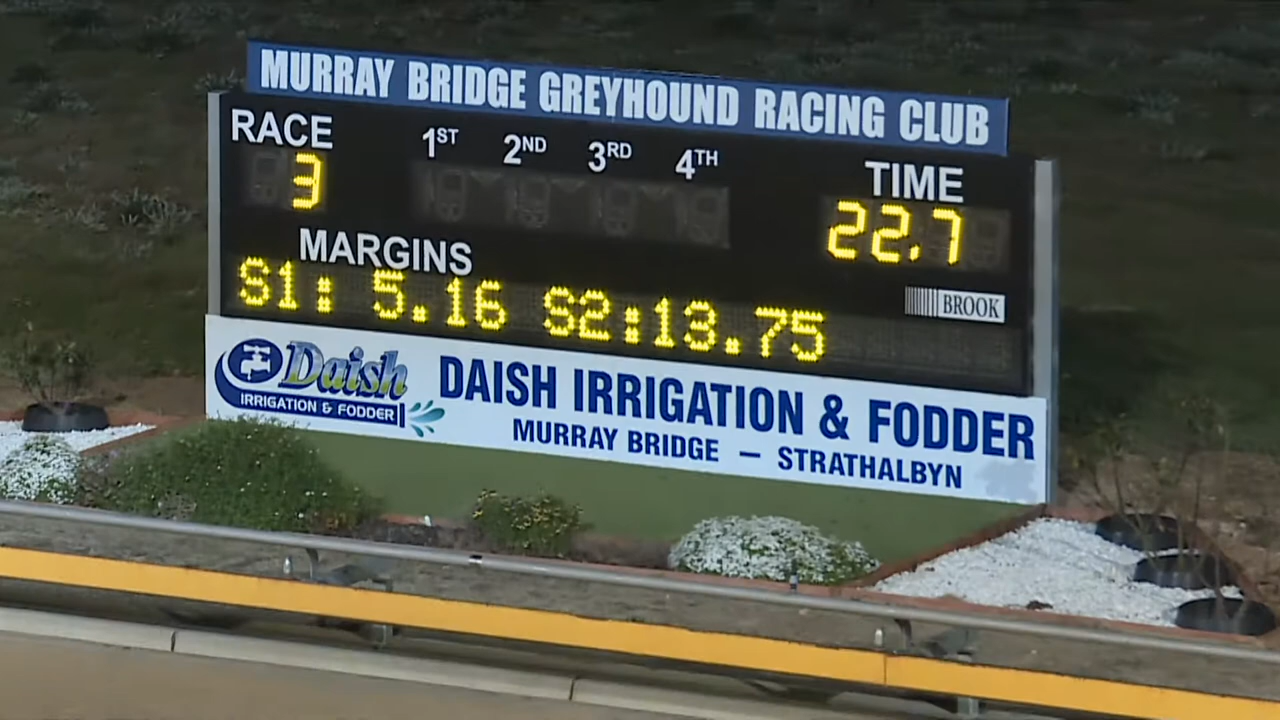 MURRAY BRIDGE GREYHOUND RACING CLUB
RACE 1ST 2ND 3RD 4TH TIME
3 22.7
MARGINS
S1: 5.16 S2:13.75
BROOK
Daish
IRRIGATION & FODDER
DAISH IRRIGATION & FODDER
MURRAY BRIDGE – STRATHALBYN